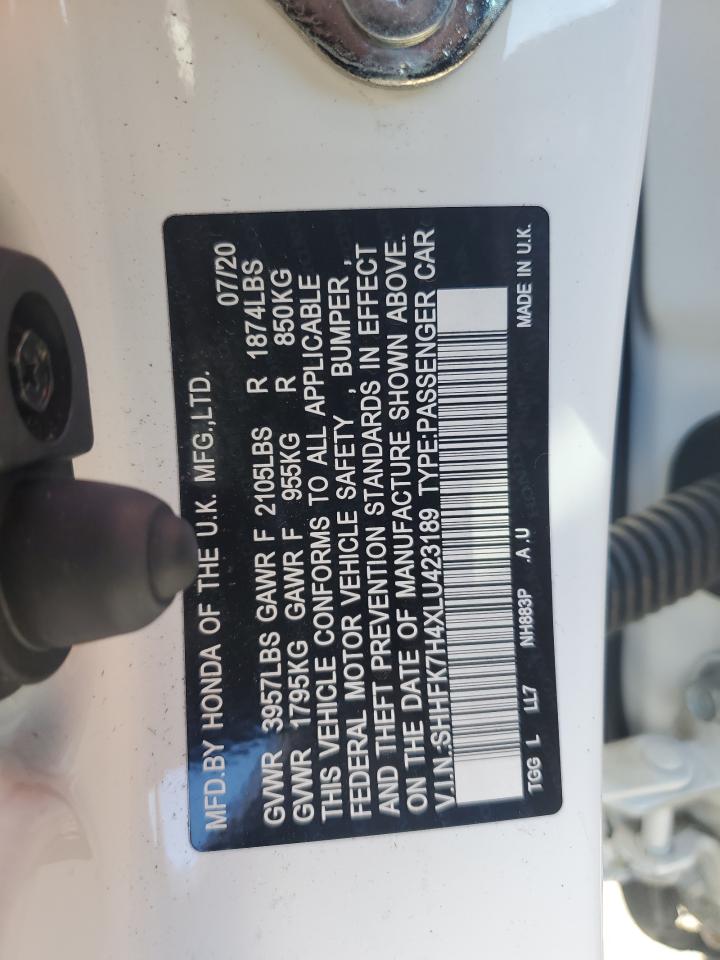 MFD.BY HONDA OF THE U.K. MFG.,LTD. 07/20
GVWR 3957LBS GAWR F 2105LBS R 1874LBS
GVWR 1795KG GAWR F 955KG R 850KG
THIS VEHICLE CONFORMS TO ALL APPLICABLE
FEDERAL MOTOR VEHICLE SAFETY , BUMPER ,
AND THEFT PREVENTION STANDARDS IN EFFECT
ON THE DATE OF MANUFACTURE SHOWN ABOVE.
V.I.N.:SHHFK7H4XLU423189 TYPE:PASSENGER CAR
TGG L LL7 NH883P .A .U MADE IN U.K.